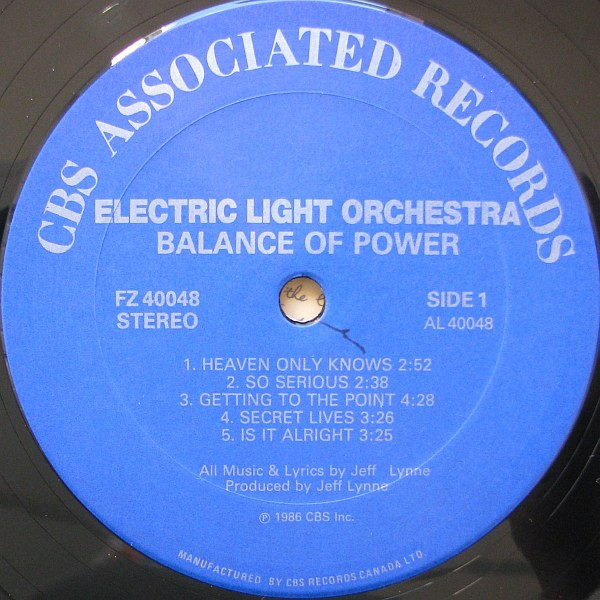 CBS ASSOCIATED RECORDS
ELECTRIC LIGHT ORCHESTRA
BALANCE OF POWER
FZ 40048
STEREO
SIDE 1
AL 40048
the
1. HEAVEN ONLY KNOWS 2:52
2. SO SERIOUS 2:38
3. GETTING TO THE POINT 4:28
4. SECRET LIVES 3:26
5. IS IT ALRIGHT 3:25
All Music & Lyrics by Jeff Lynne
Produced by Jeff Lynne
℗ 1986 CBS Inc.
MANUFACTURED BY CBS RECORDS CANADA LTD.